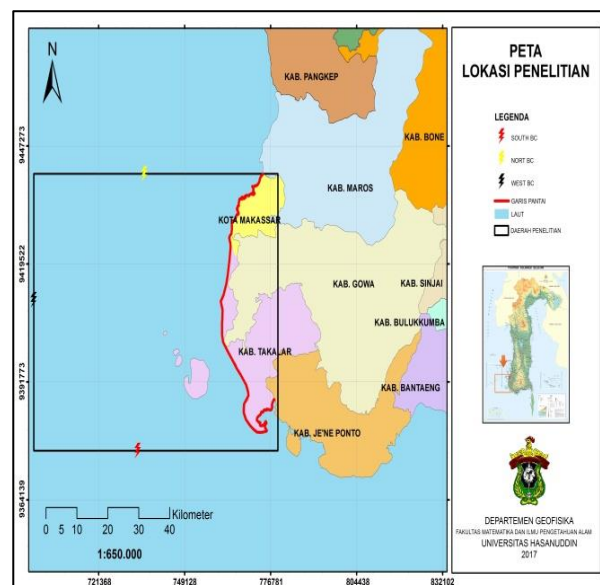 PETA
LOKASI PENELITIAN
N
KAB. PANGKEP
KAB. BONE
KAB. MAROS
KOTA MAKASSAR
KAB. GOWA
KAB. SINJAI
KAB. BULUKKUMBA
KAB. TAKALAR
KAB. BANTAENG
KAB. JE'NE PONTO
9447273
9419522
9391773
9364139
721368
749128
776781
804438
832102
Kilometer
0 5 10 20 30 40
1:650.000
LEGENDA
SOUTH BC
NORT BC
WEST BC
GARIS PANTAI
LAUT
DAERAH PENELITIAN
DEPARTEMEN GEOFISIKA
FAKULTAS MATEMATIKA DAN ILMU PENGETAHUAN ALAM
UNIVERSITAS HASANUDDIN
2017